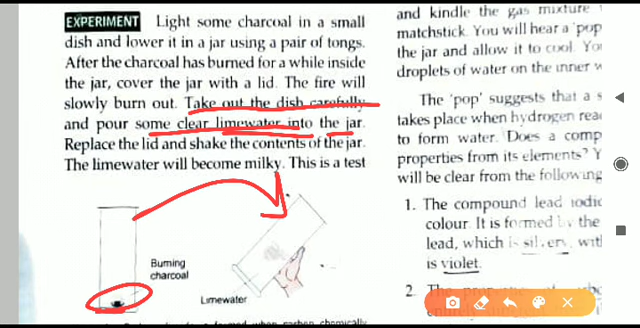 EXPERIMENT Light some charcoal in a small
dish and lower it in a jar using a pair of tongs.
After the charcoal has burned for a while inside
the jar, cover the jar with a lid. The fire will
slowly burn out. Take out the dish carefully
and pour some clear limewater into the jar.
Replace the lid and shake the contents of the jar.
The limewater will become milky. This is a test
Burning
charcoal
Limewater
and kindle the gas mixture
matchstick. You will hear a 'pop
the jar and allow it to cool. Yo
droplets of water on the inner w
The 'pop' suggests that a s
takes place when hydrogen rea
to form water. Does a comp
properties from its elements? Y
will be clear from the following
1. The compound lead iodid
colour. It is formed by the
lead, which is silvery, with
is violet.
2. The